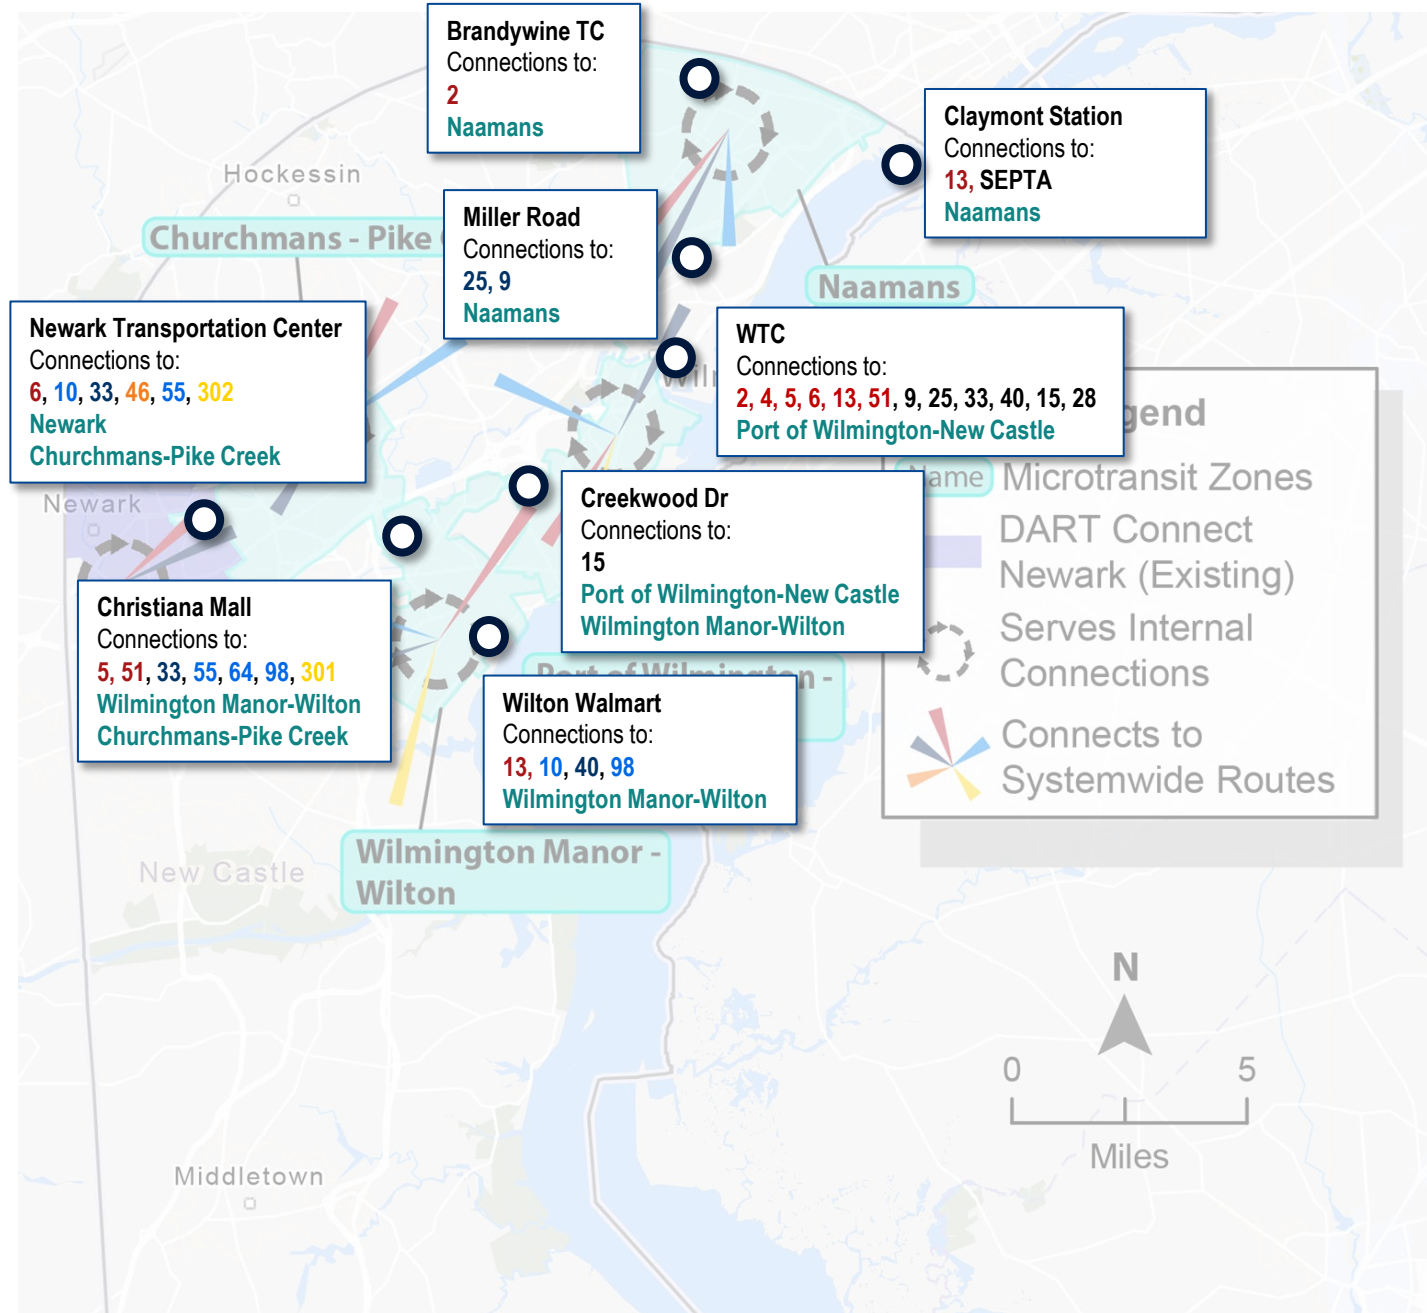 Brandywine TC
Connections to:
2
Naamans
Claymont Station
Connections to:
13, SEPTA
Naamans
Hockessin
Churchmans - Pike
Miller Road
Connections to:
25, 9
Naamans
Naamans
Newark Transportation Center
Connections to:
6, 10, 33, 46, 55, 302
Newark
Churchmans-Pike Creek
WTC
Connections to:
2, 4, 5, 6, 13, 51, 9, 25, 33, 40, 15, 28
Port of Wilmington-New Castle
Newark
Creekwood Dr
Connections to:
15
Port of Wilmington-New Castle
Wilmington Manor-Wilton
Microtransit Zones
DART Connect
Newark (Existing)
Serves Internal
Connections
Connects to
Systemwide Routes
Christiana Mall
Connections to:
5, 51, 33, 55, 64, 98, 301
Wilmington Manor-Wilton
Churchmans-Pike Creek
Port of Wilmington -
Wilton Walmart
Connections to:
13, 10, 40, 98
Wilmington Manor-Wilton
Wilmington Manor -
Wilton
New Castle
Middletown
N
0 5
Miles